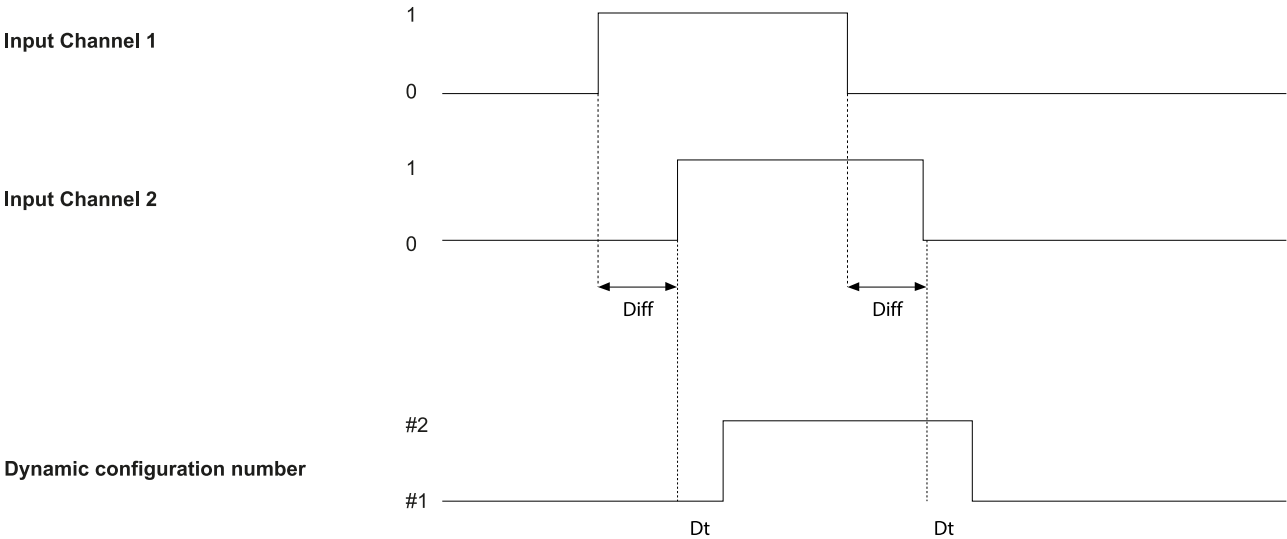 1
Input Channel 1
0
1
Input Channel 2
0
Diff Diff
#2
Dynamic configuration number
#1
Dt Dt